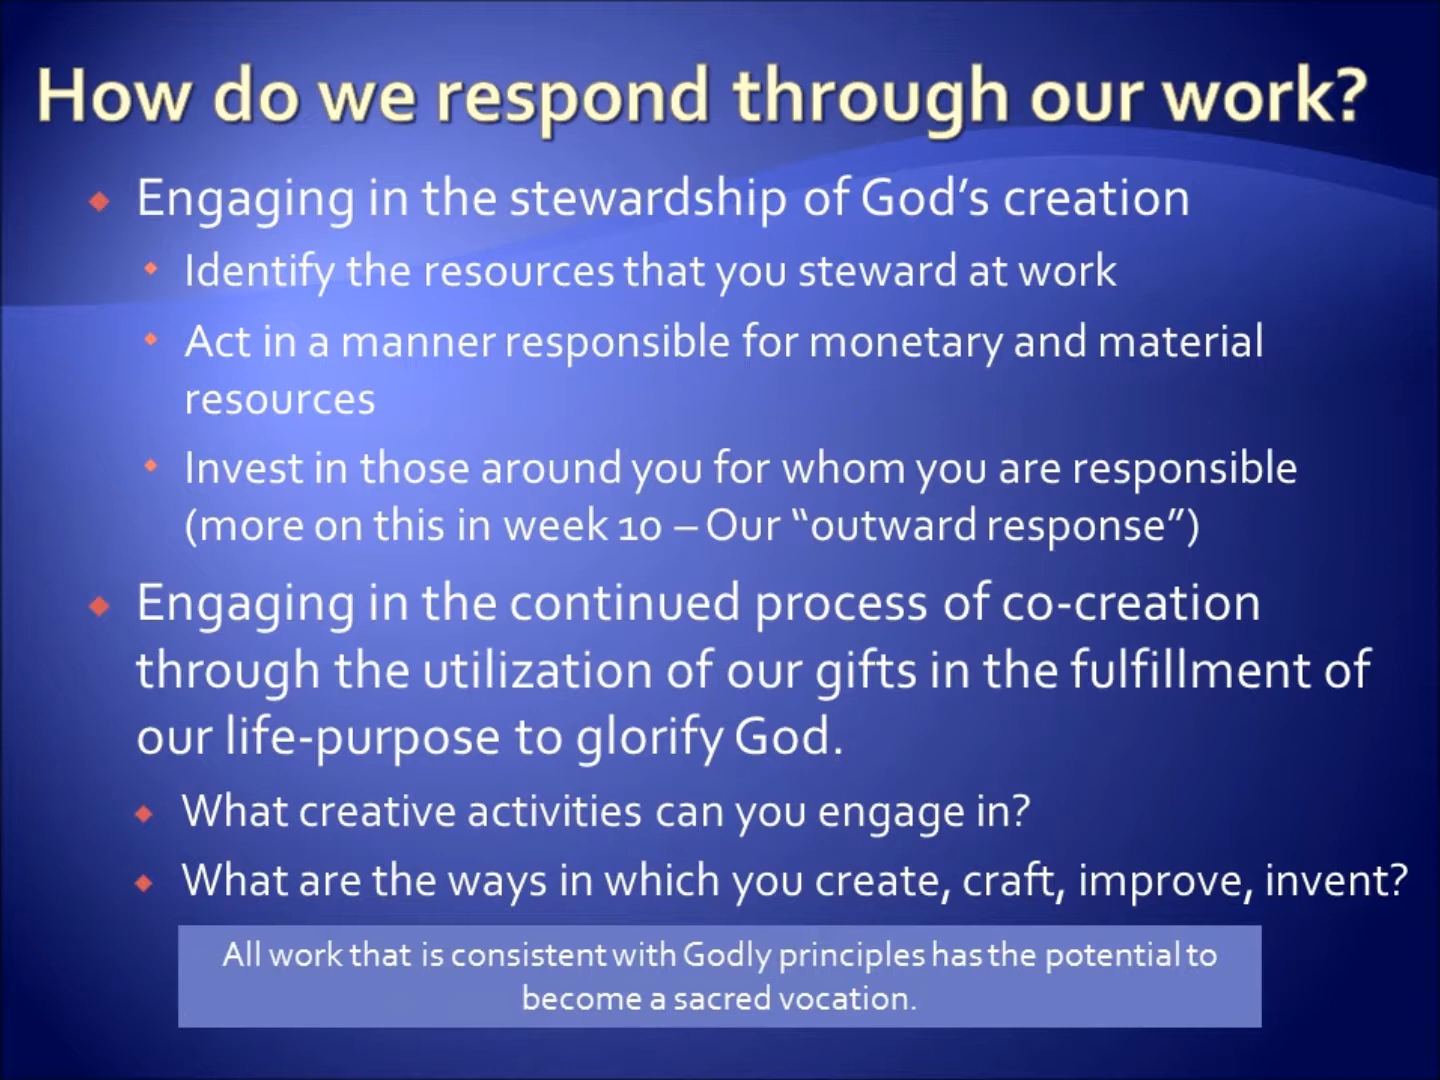 How do we respond through our work?
Engaging in the stewardship of God’s creation
Identify the resources that you steward at work
Act in a manner responsible for monetary and material
resources
Invest in those around you for whom you are responsible
(more on this in week 10 – Our “outward response”)
Engaging in the continued process of co-creation
through the utilization of our gifts in the fulfillment of
our life-purpose to glorify God.
What creative activities can you engage in?
What are the ways in which you create, craft, improve, invent?
All work that is consistent with Godly principles has the potential to
become a sacred vocation.